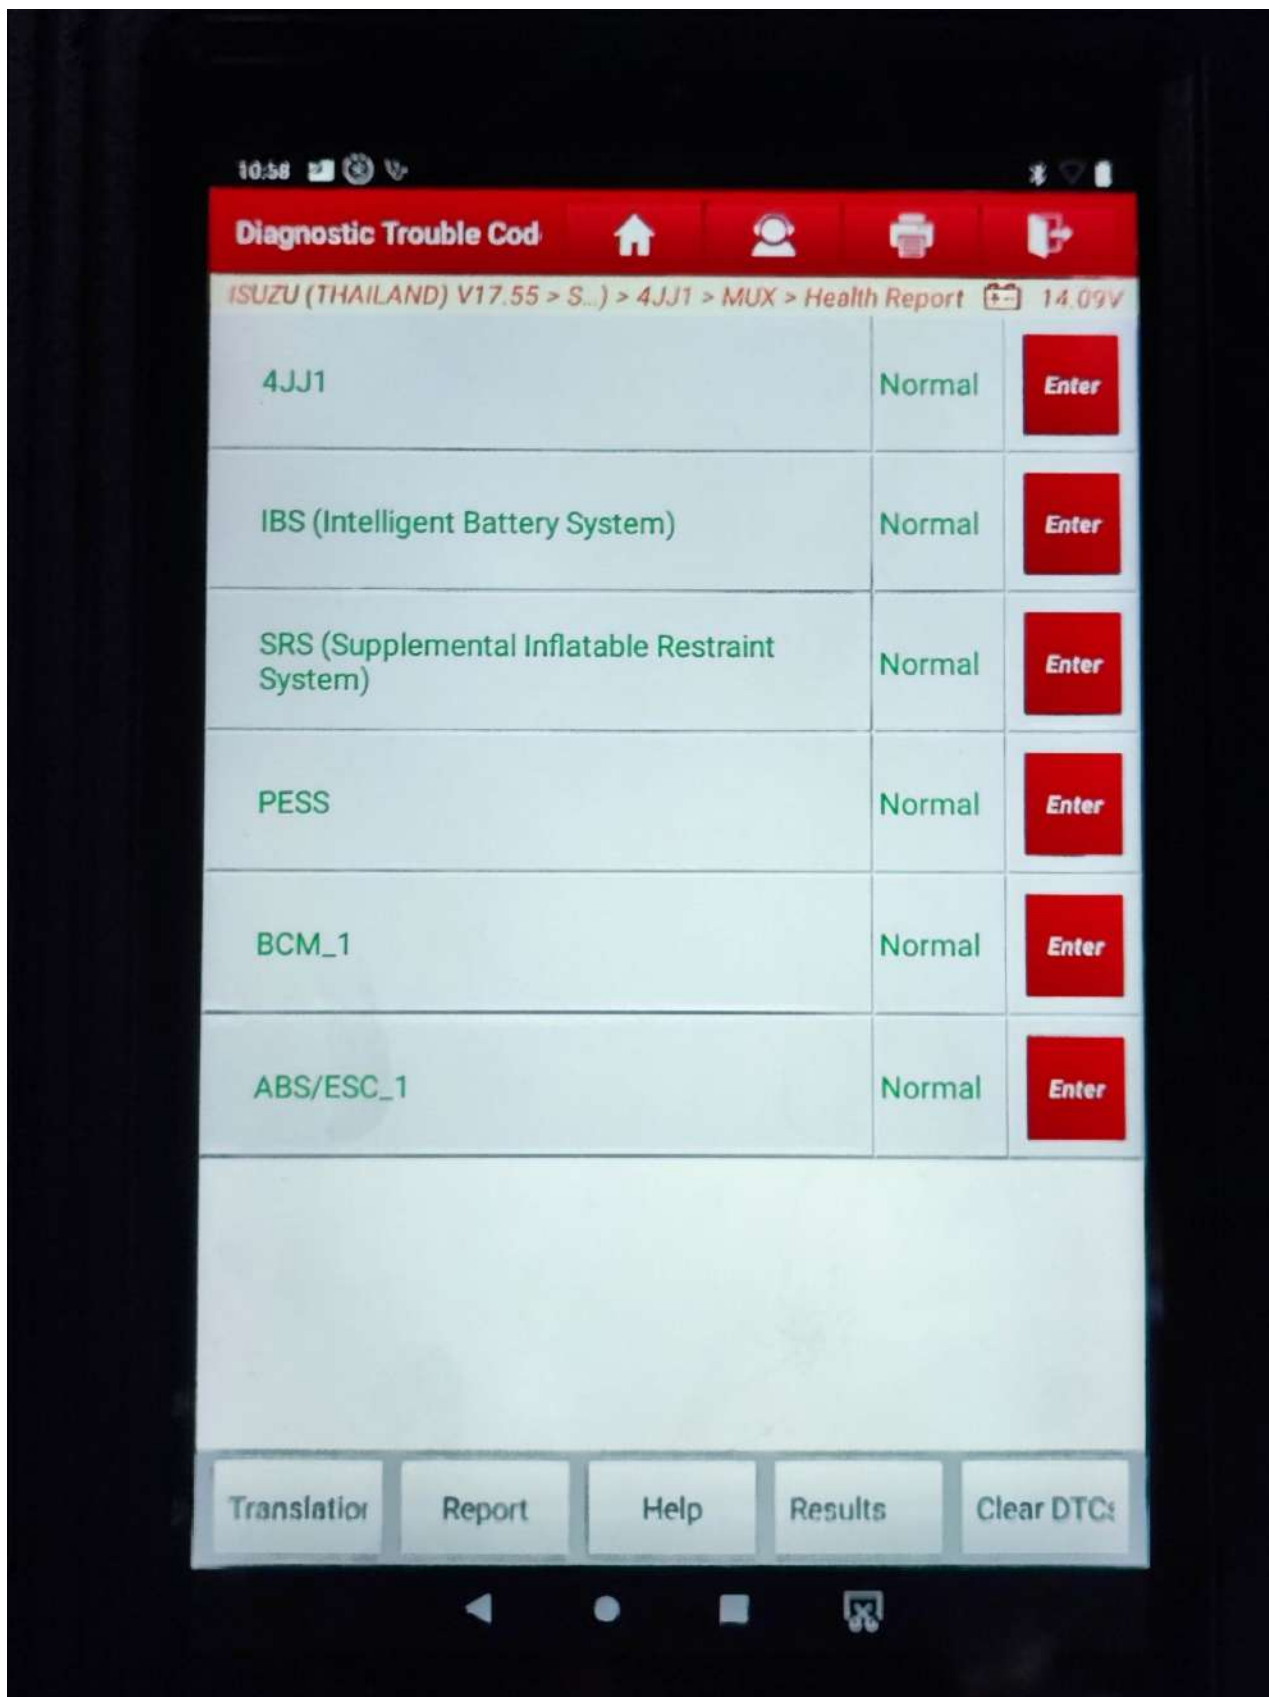 10:58
Diagnostic Trouble Cod
ISUZU (THAILAND) V17.55 > S...) > 4JJ1 > MUX > Health Report 14.09V
4JJ1 Normal Enter
IBS (Intelligent Battery System) Normal Enter
SRS (Supplemental Inflatable Restraint
System) Normal Enter
PESS Normal Enter
BCM_1 Normal Enter
ABS/ESC_1 Normal Enter
Translation Report Help Results Clear DTCs